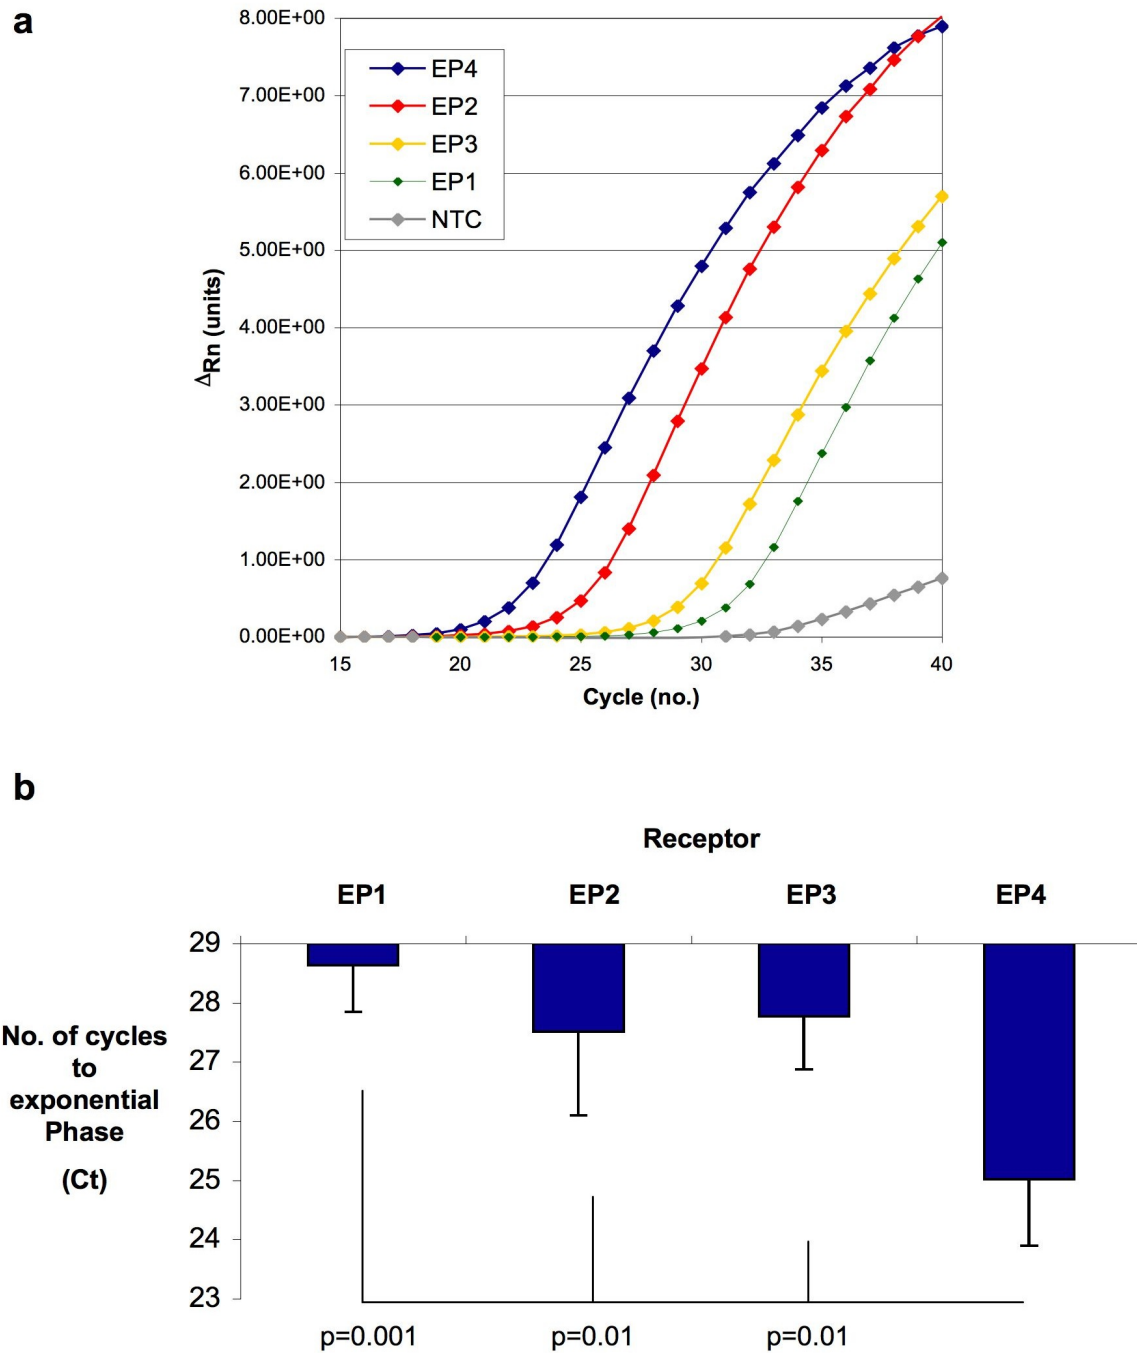 a
8.00E+00
7.00E+00
6.00E+00
5.00E+00
4.00E+00
3.00E+00
2.00E+00
1.00E+00
0.00E+00
ΔRn (units)
EP4
EP2
EP3
EP1
NTC
15 20 25 30 35 40
Cycle (no.)
b
Receptor
EP1 EP2 EP3 EP4
No. of cycles
to
exponential
Phase
(Ct)
29
28
27
26
25
24
23
p=0.001 p=0.01 p=0.01